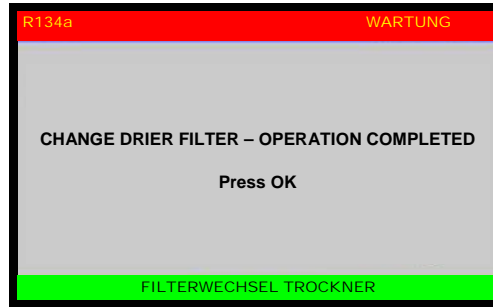 R134a WARTUNG
CHANGE DRIER FILTER – OPERATION COMPLETED
Press OK
FILTERWECHSEL TROCKNER